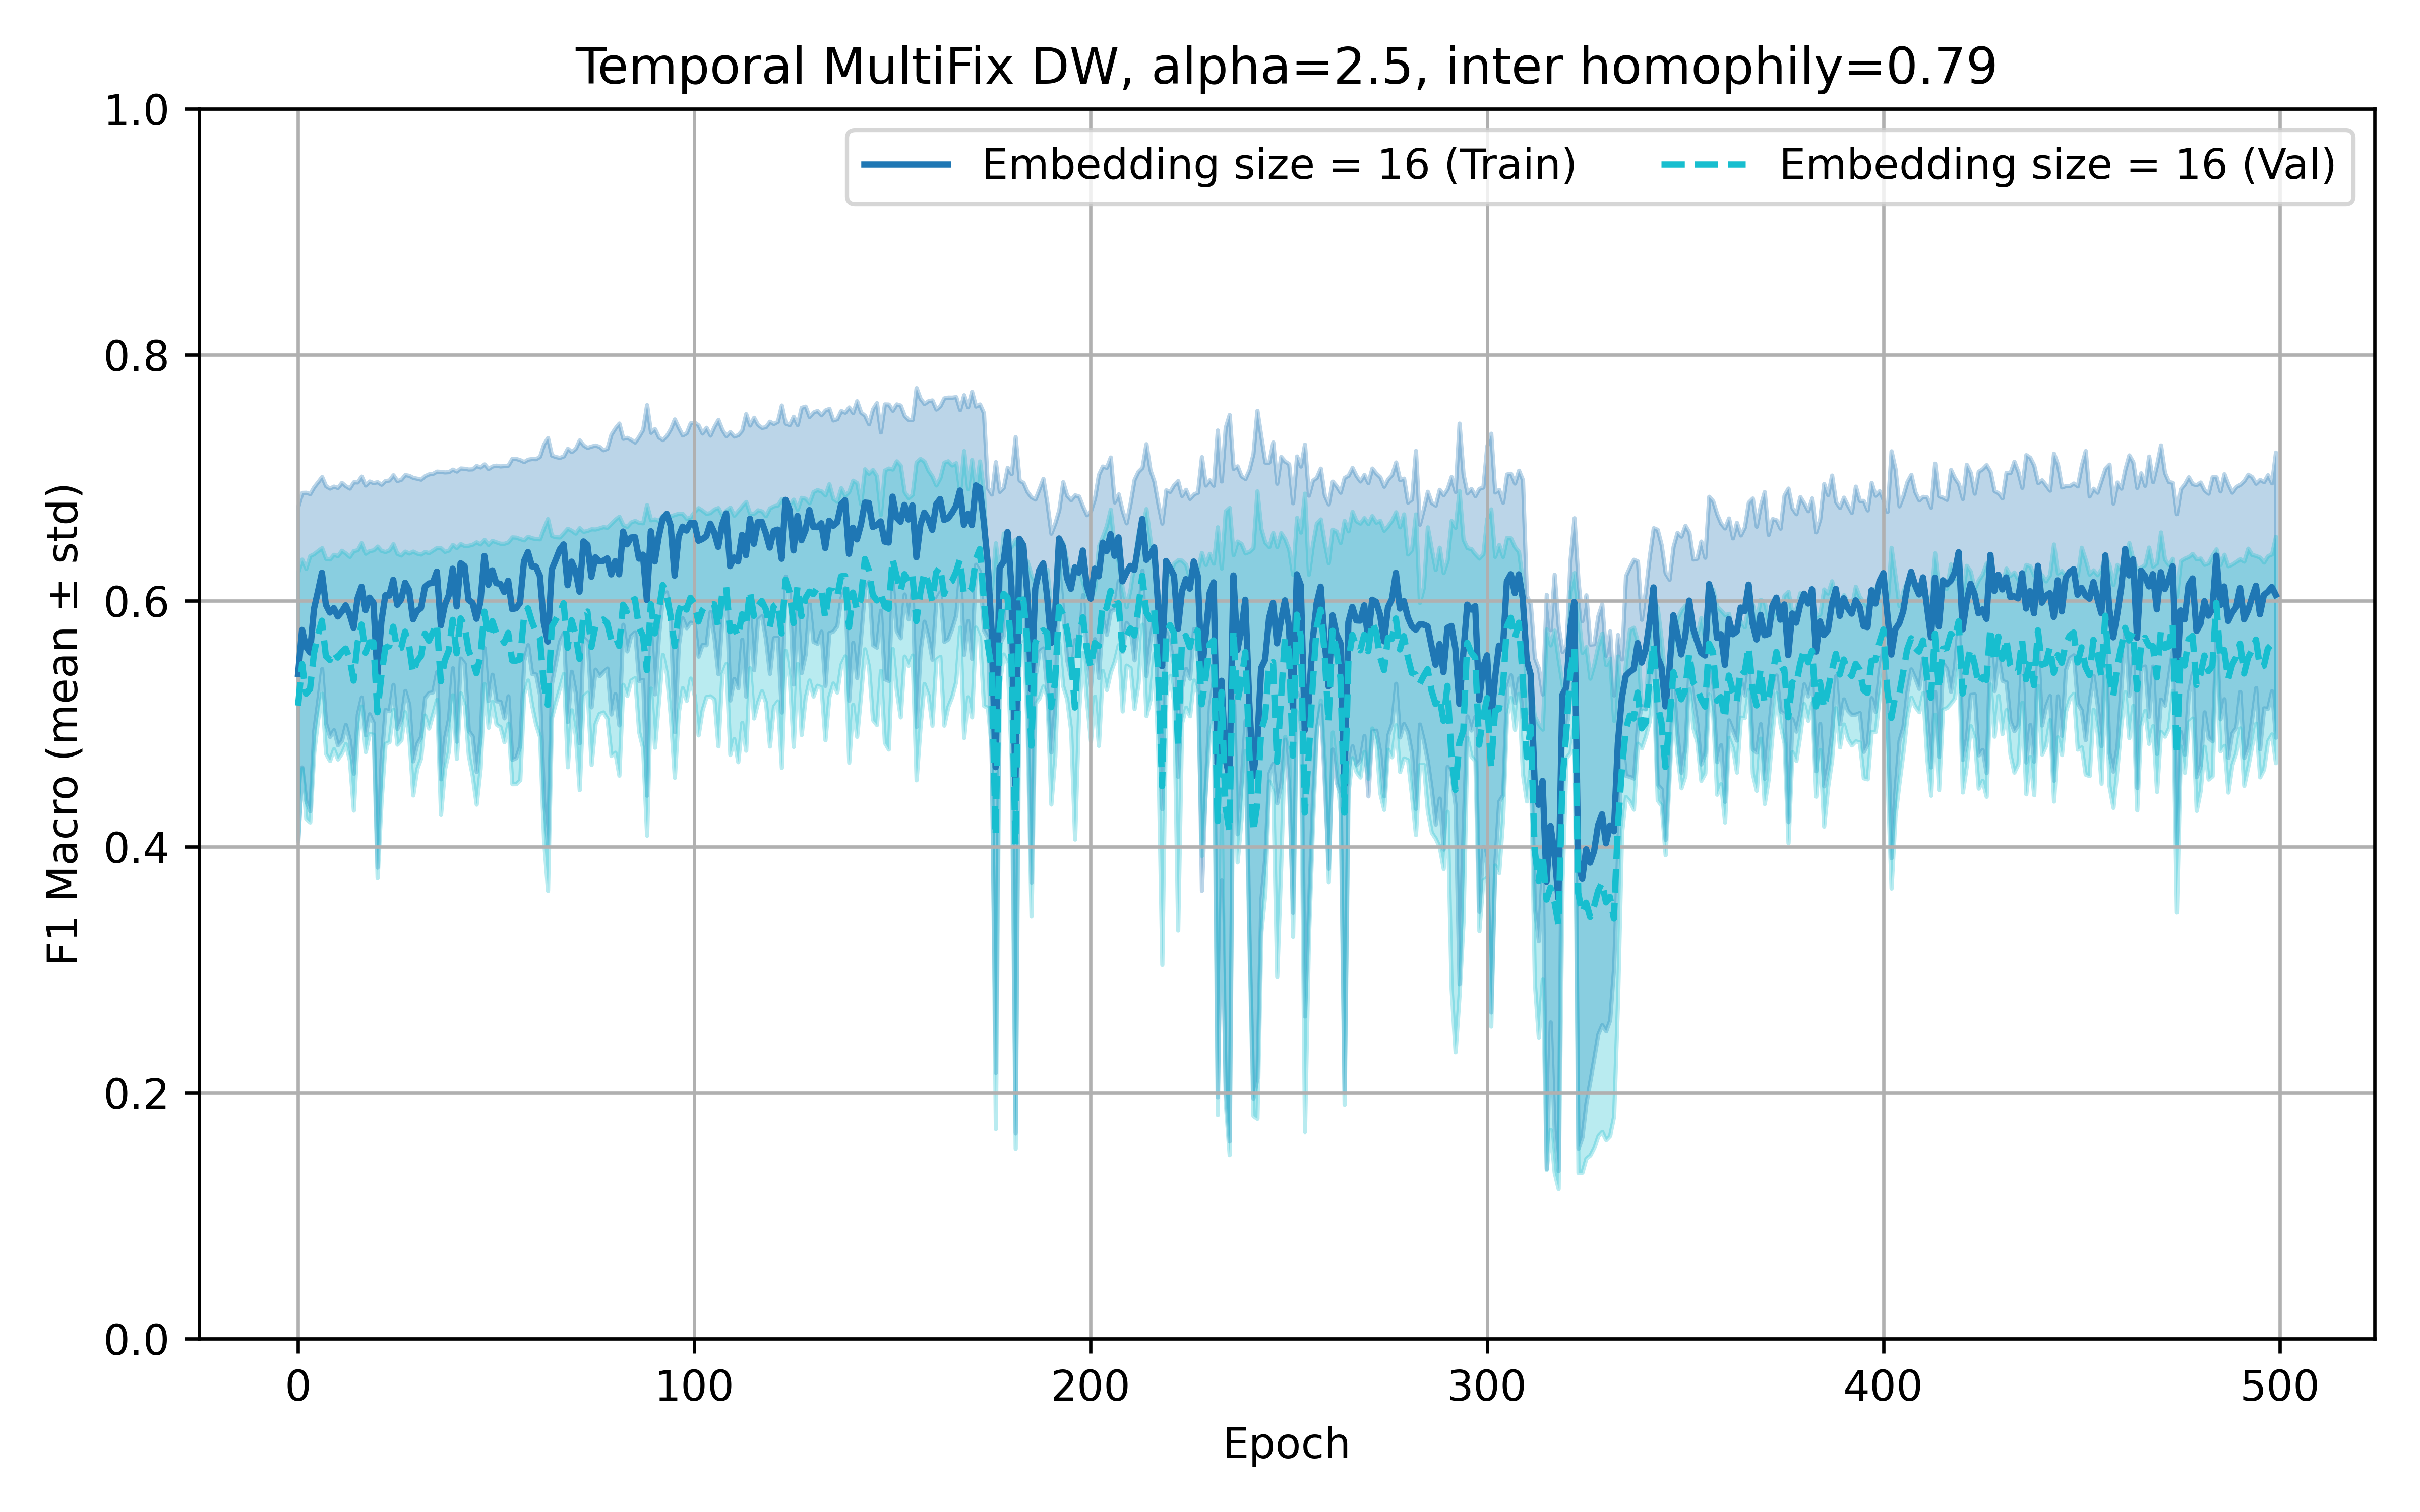 Temporal MultiFix DW, alpha=2.5, inter homophily=0.79
Embedding size = 16 (Train)
Embedding size = 16 (Val)
F1 Macro (mean ± std)
1.0
0.8
0.6
0.4
0.2
0.0
0 100 200 300 400 500
Epoch